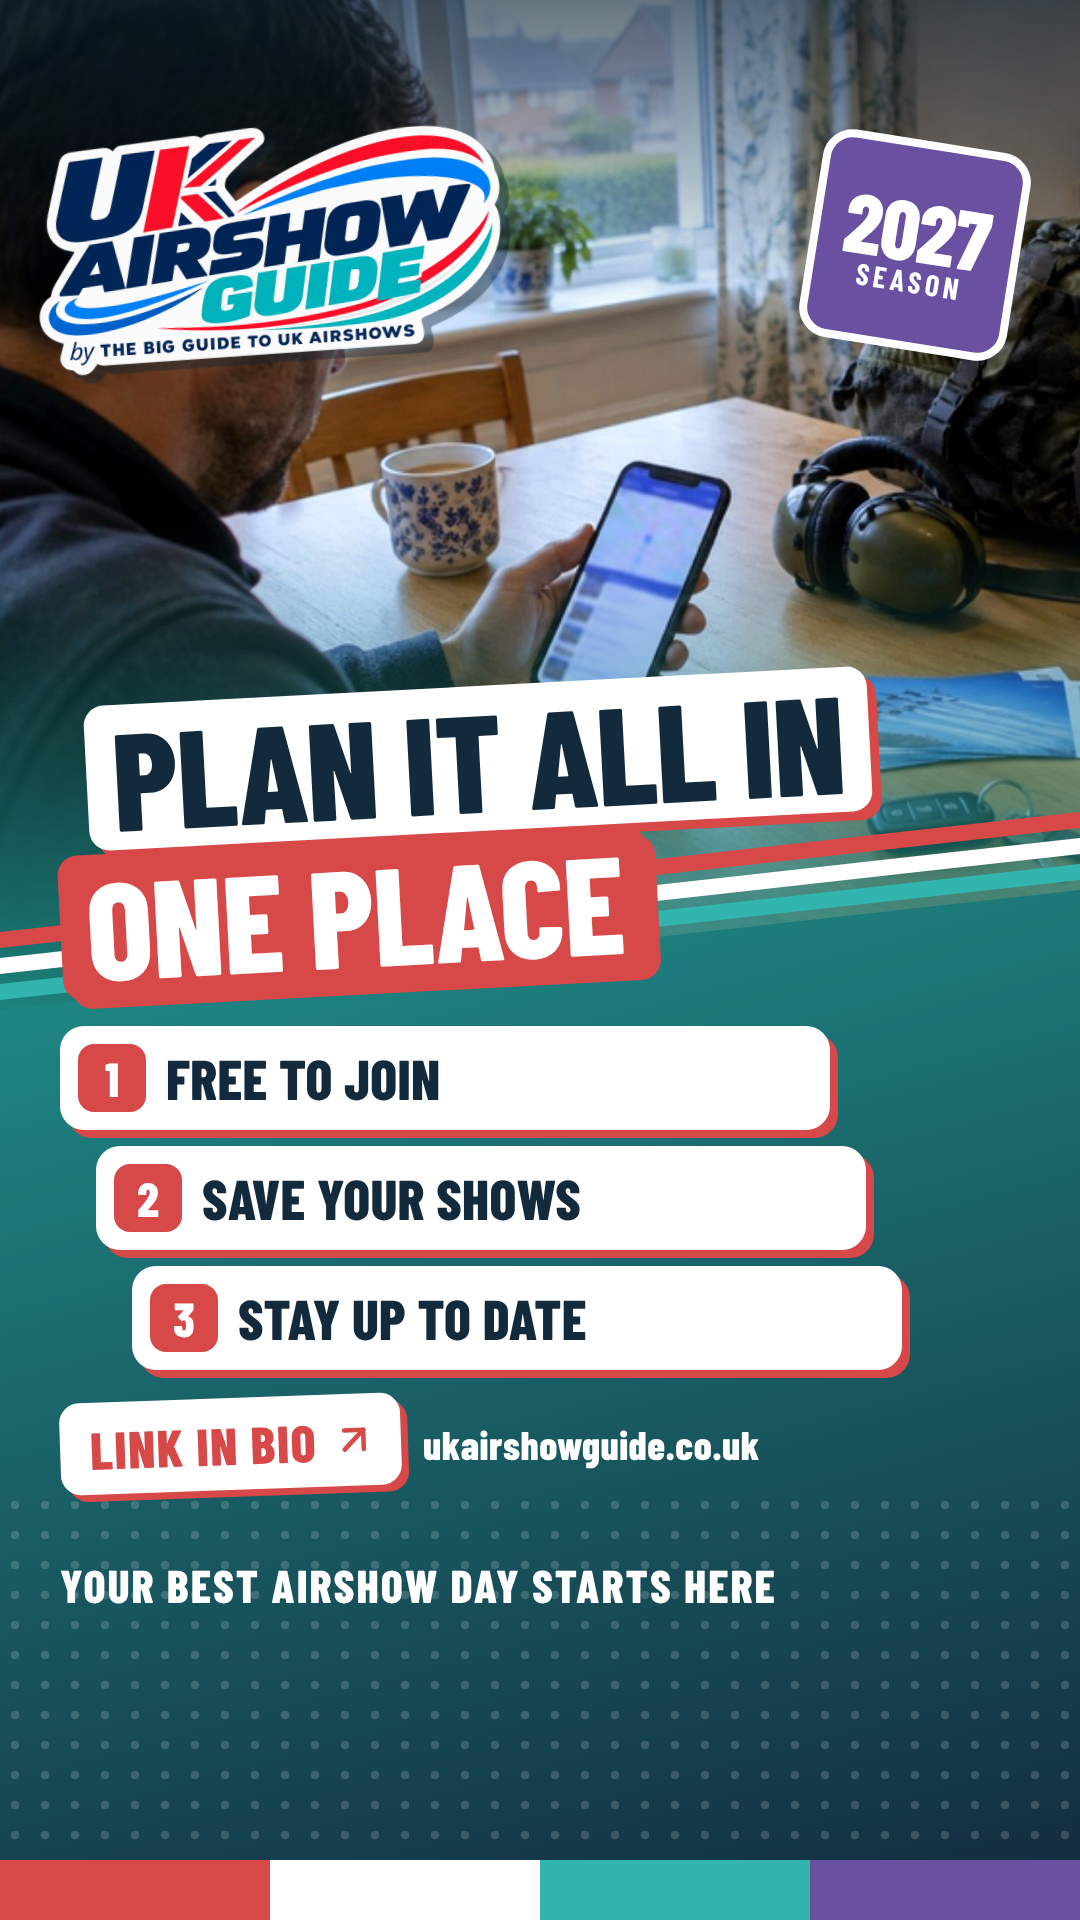 UK
AIRSHOW
GUIDE
by THE BIG GUIDE TO UK AIRSHOWS
2027
SEASON
PLAN IT ALL IN
ONE PLACE
1 FREE TO JOIN
2 SAVE YOUR SHOWS
3 STAY UP TO DATE
LINK IN BIO
ukairshowguide.co.uk
YOUR BEST AIRSHOW DAY STARTS HERE